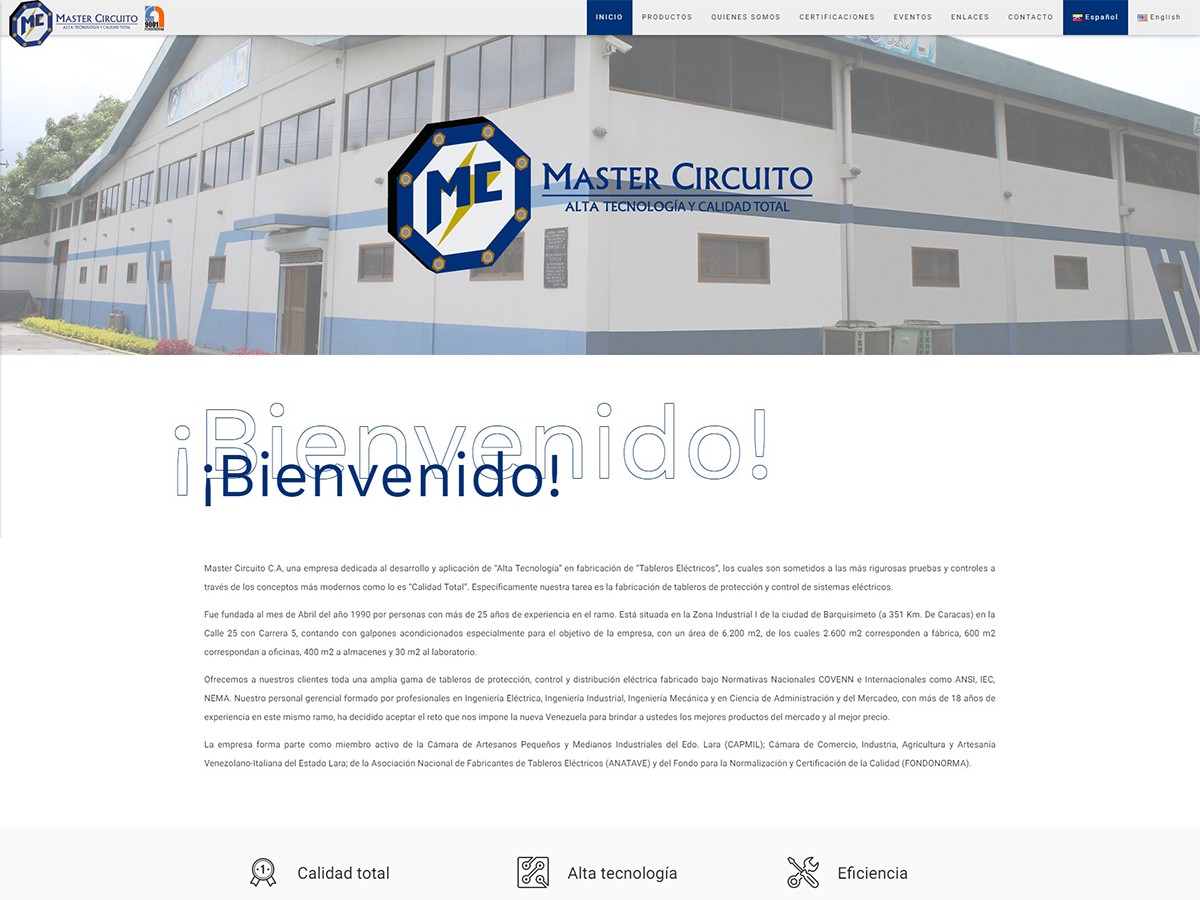 MC MASTER CIRCUITO
ALTA TECNOLOGÍA Y CALIDAD TOTAL
9001
FONDONORMA
INICIO PRODUCTOS QUIENES SOMOS CERTIFICACIONES EVENTOS ENLACES CONTACTO Español English
MC
MASTER CIRCUITO
ALTA TECNOLOGÍA Y CALIDAD TOTAL
¡Bienvenido!
¡Bienvenido!
Master Circuito C.A, una empresa dedicada al desarrollo y aplicación de “Alta Tecnología” en fabricación de “Tableros Eléctricos”, los cuales son sometidos a las más rigurosas pruebas y controles a
través de los conceptos más modernos como lo es “Calidad Total”. Específicamente nuestra tarea es la fabricación de tableros de protección y control de sistemas eléctricos.
Fue fundada al mes de Abril del año 1990 por personas con más de 25 años de experiencia en el ramo. Está situada en la Zona Industrial I de la ciudad de Barquisimeto (a 351 Km. De Caracas) en la
Calle 25 con Carrera 5, contando con galpones acondicionados especialmente para el objetivo de la empresa, con un área de 6.200 m2, de los cuales 2.600 m2 corresponden a fábrica, 600 m2
correspondan a oficinas, 400 m2 a almacenes y 30 m2 al laboratorio.
Ofrecemos a nuestros clientes toda una amplia gama de tableros de protección, control y distribución eléctrica fabricado bajo Normativas Nacionales COVENN e Internacionales como ANSI, IEC,
NEMA. Nuestro personal gerencial formado por profesionales en Ingeniería Eléctrica, Ingeniería Industrial, Ingeniería Mecánica y en Ciencia de Administración y del Mercadeo, con más de 18 años de
experiencia en este mismo ramo, ha decidido aceptar el reto que nos impone la nueva Venezuela para brindar a ustedes los mejores productos del mercado y al mejor precio.
La empresa forma parte como miembro activo de la Cámara de Artesanos Pequeños y Medianos Industriales del Edo. Lara (CAPMIL); Cámara de Comercio, Industria, Agricultura y Artesanía
Venezolano-Italiana del Estado Lara; de la Asociación Nacional de Fabricantes de Tableros Eléctricos (ANATAVE) y del Fondo para la Normalización y Certificación de la Calidad (FONDONORMA).
1 Calidad total
Alta tecnología
Eficiencia